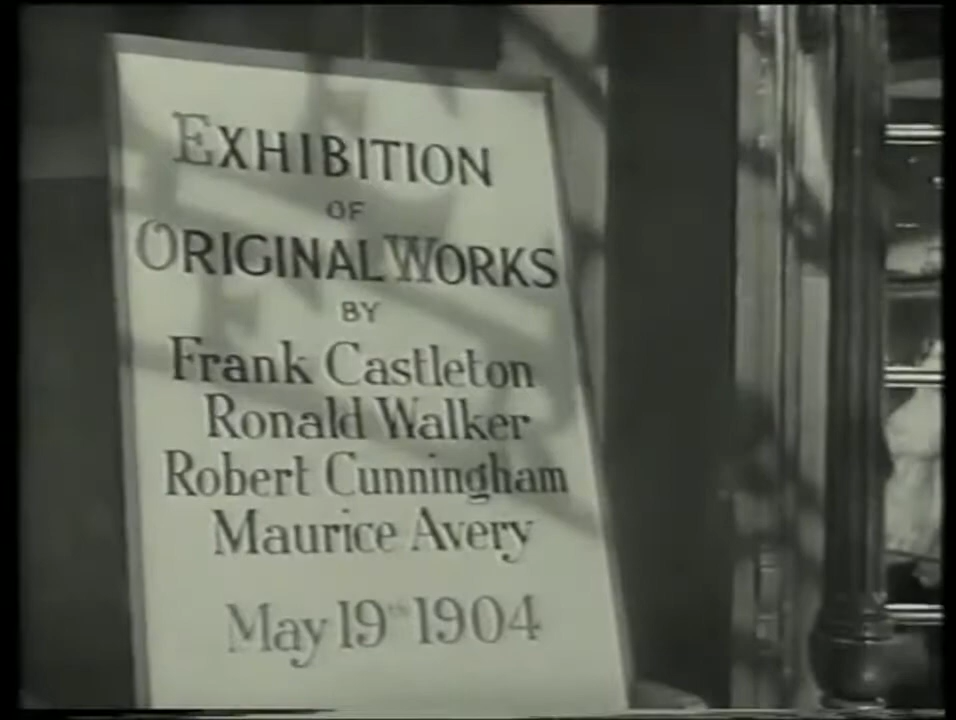 EXHIBITION
OF
ORIGINAL WORKS
BY
Frank Castleton
Ronald Walker
Robert Cunningham
Maurice Avery
May 19th 1904